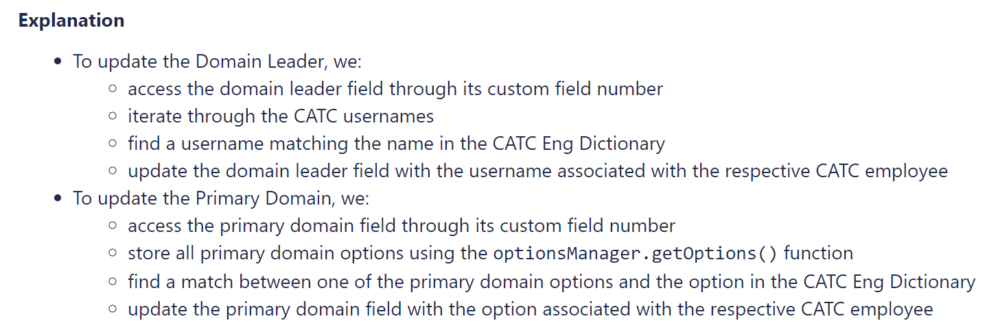 Explanation
• To update the Domain Leader, we:
○ access the domain leader field through its custom field number
○ iterate through the CATC usernames
○ find a username matching the name in the CATC Eng Dictionary
○ update the domain leader field with the username associated with the respective CATC employee
• To update the Primary Domain, we:
○ access the primary domain field through its custom field number
○ store all primary domain options using the optionsManager.getOptions() function
○ find a match between one of the primary domain options and the option in the CATC Eng Dictionary
○ update the primary domain field with the option associated with the respective CATC employee